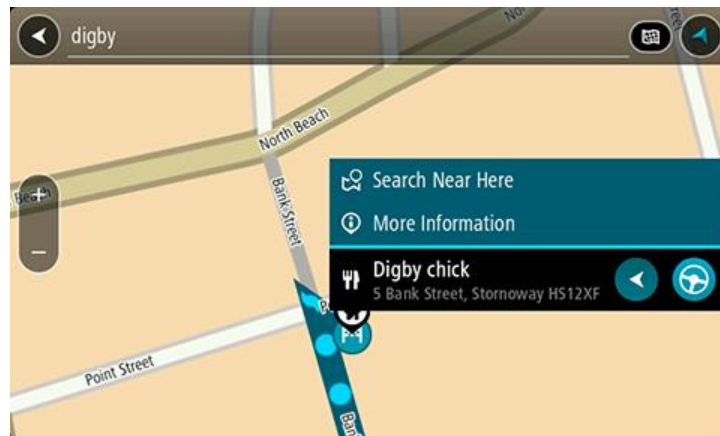 digby
North Beach
Beach
Bank Street
Search Near Here
More Information
Digby chick
5 Bank Street, Stornoway HS12XF
Point Street